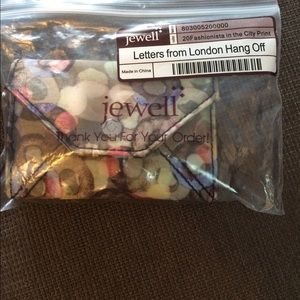 jewell
803005200000
20Fashionista in the City Print
Letters from London Hang Off
Made in China
jewell
Thank You For Your Order!